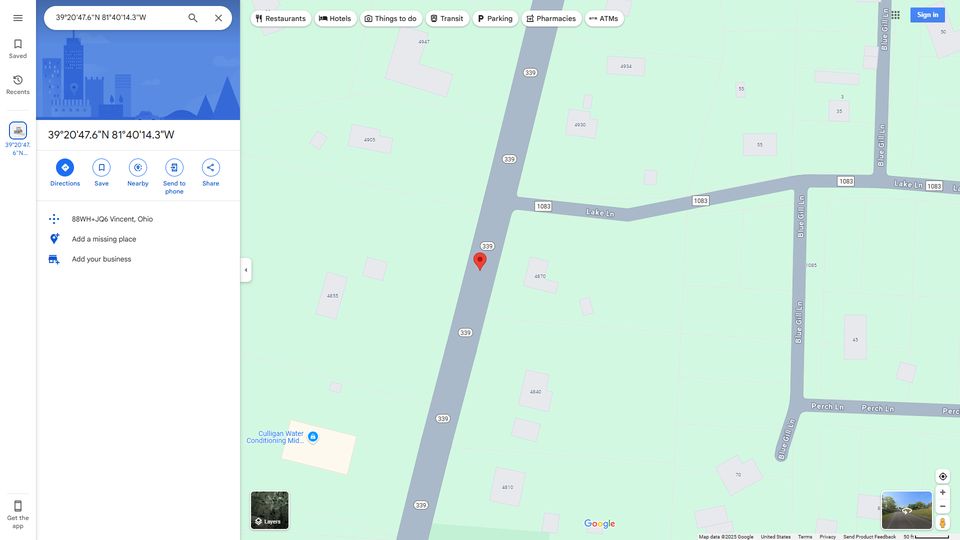 39°20'47.6"N 81°40'14.3"W
Saved
Recents
39°20'47.
6"N...
Get the
app
39°20'47.6"N 81°40'14.3"W
Directions
Save
Nearby
Send to
phone
Share
88WH+JQ6 Vincent, Ohio
Add a missing place
Add your business
Restaurants
Hotels
Things to do
Transit
Parking
Pharmacies
ATMs
Sign in
4947
339
4934
Blue Gill Ln
50
55
3
35
4930
4905
339
55
Blue Gill Ln
1083
Lake Ln
1083
1083
Lake Ln
1083
Blue Gill Ln
339
4870
1085
4855
339
Blue Gill Ln
45
4840
Perch Ln
Perch Ln
Perc
339
Culligan Water
Conditioning Mid...
Blue Gill Ln
70
4810
339
Layers
Google
Map data ©2025 Google
United States
Terms
Privacy
Send Product Feedback
50 ft